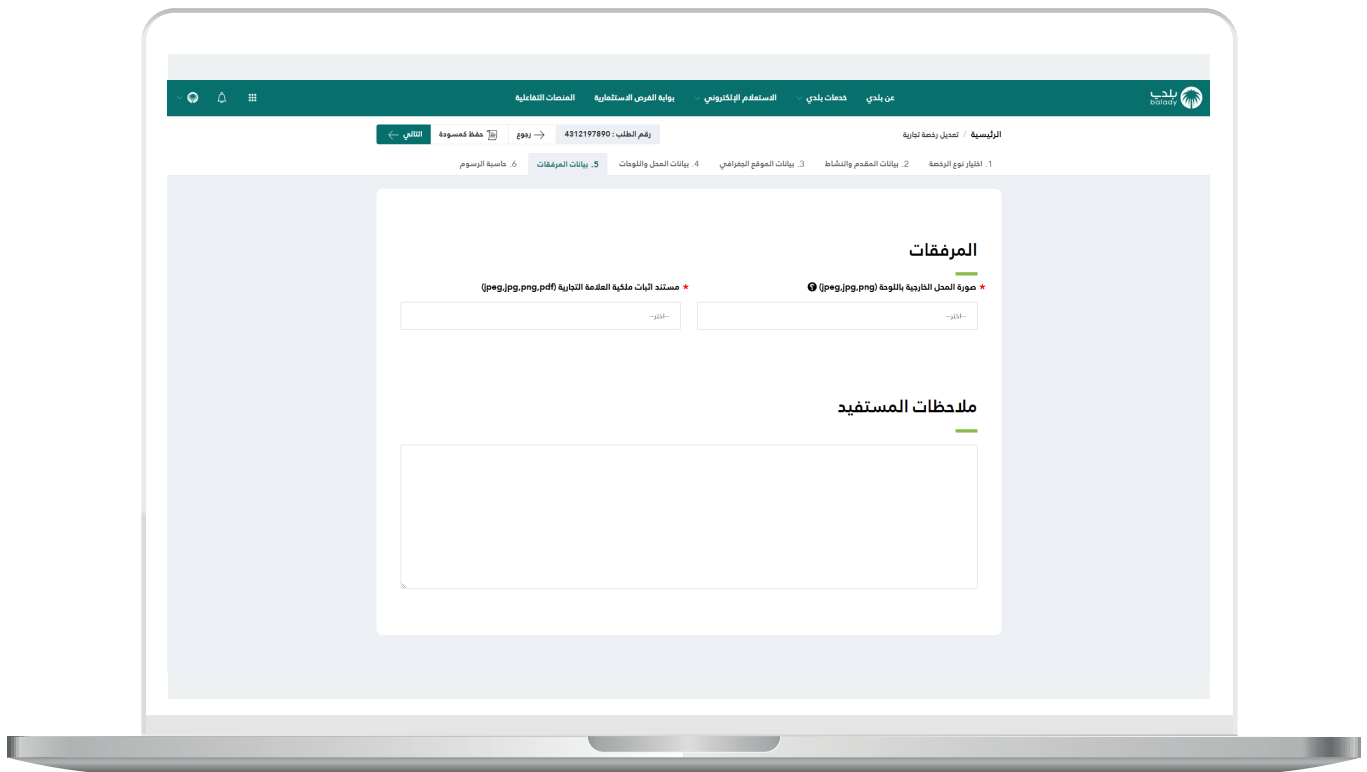 بلدي
balady
عن بلدي
خدمات بلدي
الاستعلام الإلكتروني
بوابة الفرص الاستثمارية
المنصات التفاعلية
الرئيسية / تعديل رخصة تجارية
رقم الطلب : 4312197890
رجوع
حفظ كمسودة
التالي
1. اختيار نوع الرخصة
2. بيانات المقدم والنشاط
3. بيانات الموقع الجغرافي
4. بيانات المحل واللوحات
5. بيانات المرفقات
6. حاسبة الرسوم
المرفقات
* صورة المحل الخارجية باللوحة (jpeg,jpg,png)
--اختر--
* مستند اثبات ملكية العلامة التجارية (jpeg,jpg,png,pdf)
--اختر--
ملاحظات المستفيد